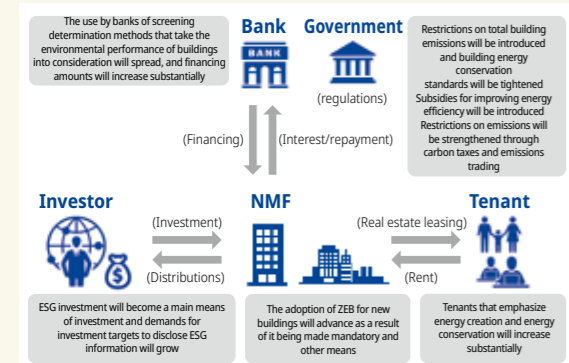 The use by banks of screening
determination methods that take the
environmental performance of buildings
into consideration will spread, and financing
amounts will increase substantially
Bank
BANK
Government
(regulations)
Restrictions on total building
emissions will be introduced
and building energy
conservation
standards will be tightened
Subsidies for improving energy
efficiency will be introduced
Restrictions on emissions will
be strengthened through
carbon taxes and emissions
trading
(Financing)
(Interest/repayment)
Investor
$
(Investment)
(Distributions)
NMF
(Real estate leasing)
(Rent)
Tenant
ESG investment will become a main means
of investment and demands for
investment targets to disclose ESG
information will grow
The adoption of ZEB for new
buildings will advance as a result
of it being made mandatory and
other means
Tenants that emphasize
energy creation and energy
conservation will increase
substantially